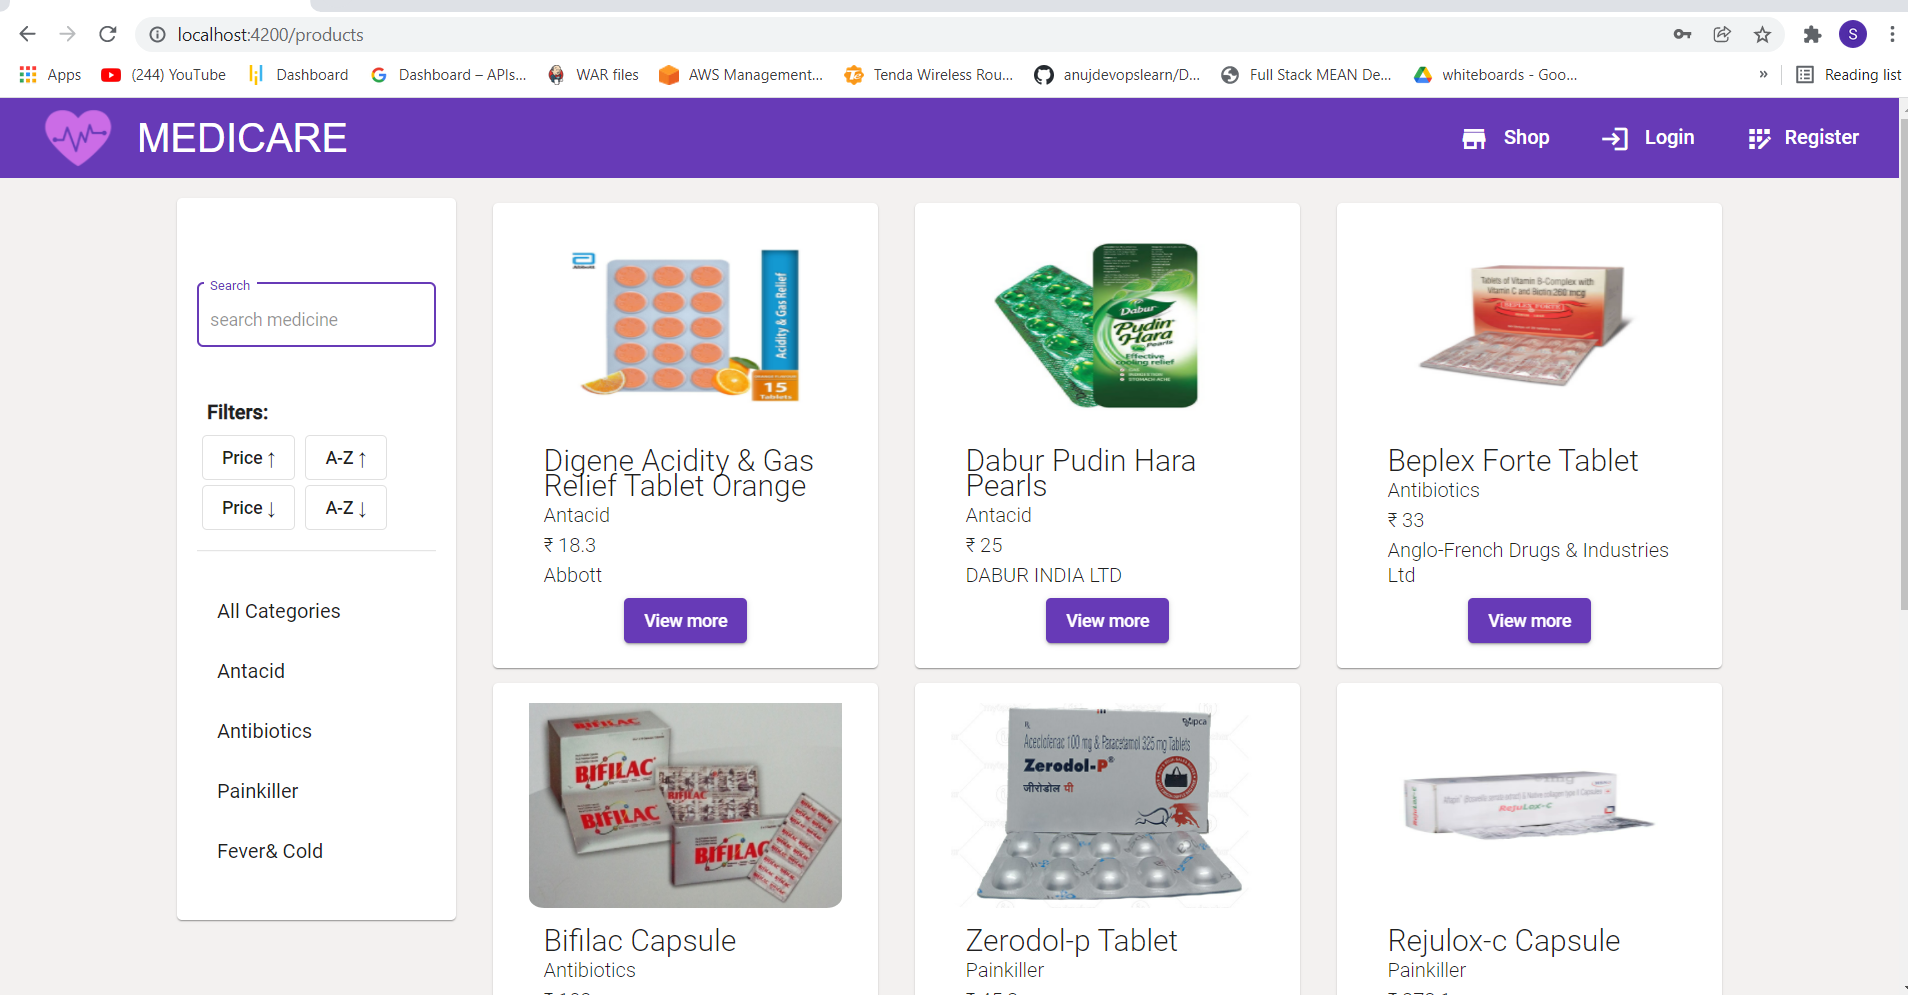 localhost:4200/products
S
Apps
(244) YouTube
Dashboard
Dashboard – APIs...
WAR files
AWS Management...
Tenda Wireless Rou...
anujdevopslearn/D...
Full Stack MEAN De...
whiteboards - Goo...
»
Reading list
MEDICARE
Shop
Login
Register
Search
search medicine
Filters:
Price ↑
A-Z ↑
Price ↓
A-Z ↓
All Categories
Antacid
Antibiotics
Painkiller
Fever& Cold
Abbott
Acidity & Gas Relief
15
Tablets
Digene Acidity & Gas
Relief Tablet Orange
Antacid
₹ 18.3
Abbott
View more
Dabur
Pudin
Hara
Pearls
Effective
cooling relief
Dabur Pudin Hara
Pearls
Antacid
₹ 25
DABUR INDIA LTD
View more
Tablets of Vitamin B-Complex with
Vitamin C and Biotin 260 mcg
BEPLEX FORTE
Beplex Forte Tablet
Antibiotics
₹ 33
Anglo-French Drugs & Industries
Ltd
View more
BIFILAC
BIFILAC
BIFILAC
BIFILAC
Bifilac Capsule
Antibiotics
ipca
Aceclofenac 100 mg & Paracetamol 325 mg Tablets
Zerodol-P®
जीरोडोल पी
Zerodol-p Tablet
Painkiller
RejuLox-C
Rejulox-c Capsule
Painkiller